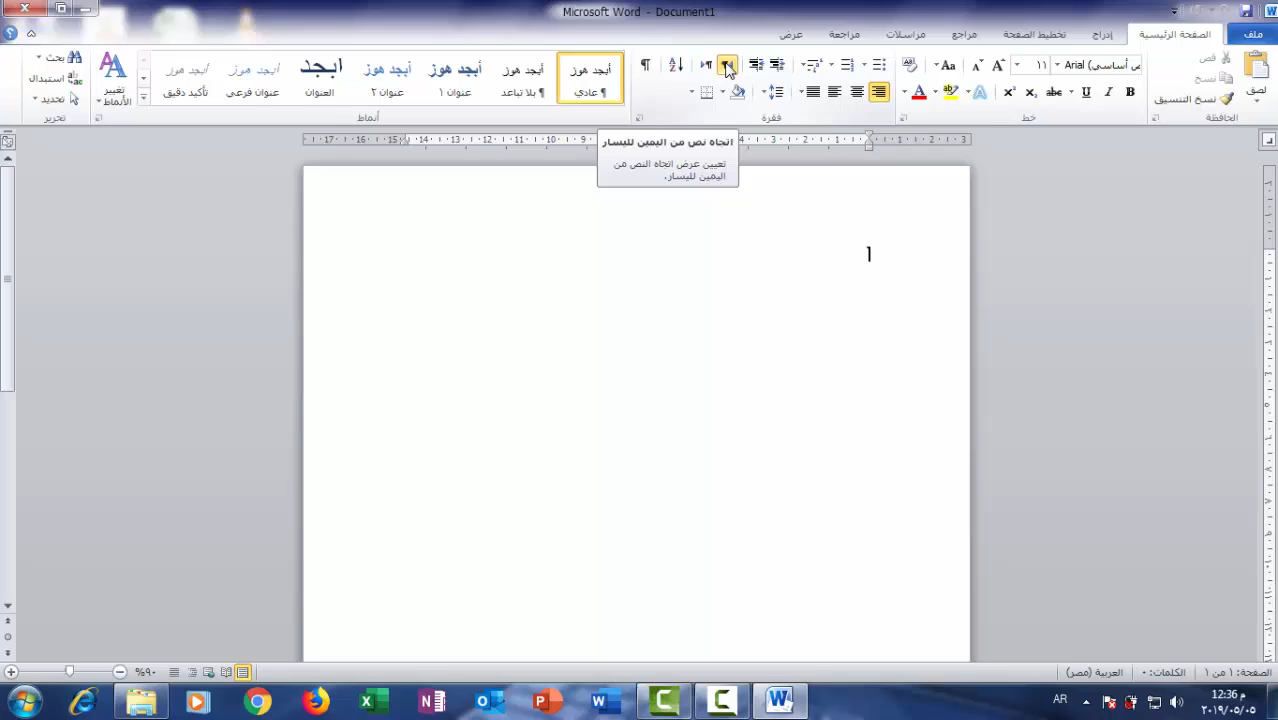 Microsoft Word - Document1
ملف
الصفحة الرئيسية
إدراج
تخطيط الصفحة
مراجع
مراسلات
مراجعة
عرض
لصق
قص
نسخ
نسخ التنسيق
الحافظة
Arial (نص أساسي)
١١
خط
فقرة
أبجد هوز
¶ عادي
أبجد هوز
¶ بلا تباعد
أبجد هوز
عنوان ١
أبجد هوز
عنوان ٢
ابجد
العنوان
أبجد هوز
عنوان فرعي
أبجد هوز
تأكيد دقيق
تغيير الأنماط
أنماط
بحث
استبدال
تحديد
تحرير
اتجاه نص من اليمين لليسار
تعيين عرض اتجاه النص من
اليمين لليسار.
الصفحة: ١ من ١
الكلمات: ٠
العربية (مصر)
%٩٠
AR
12:36 م
٢٠١٩/٠٥/٠٥